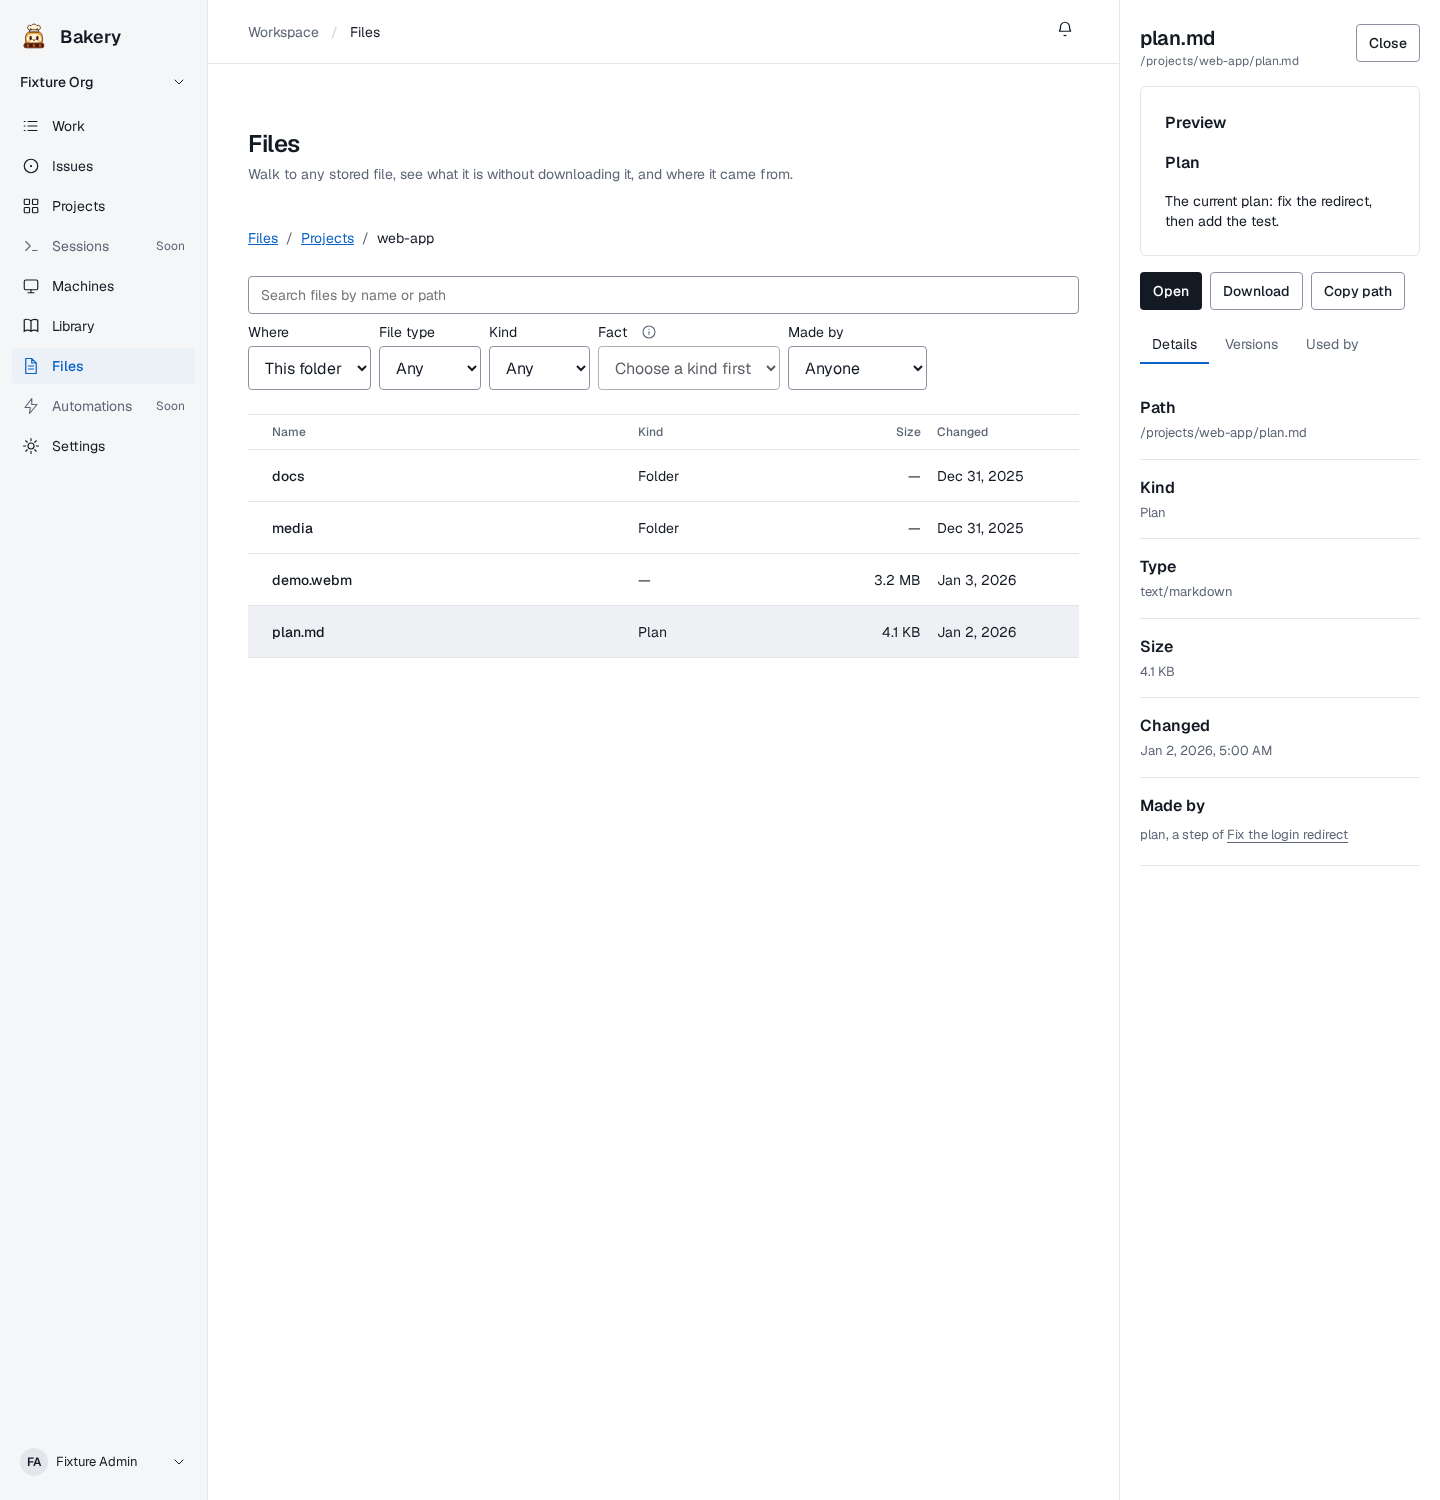 Bakery
Fixture Org
Work
Issues
Projects
Sessions Soon
Machines
Library
Files
Automations Soon
Settings
FA Fixture Admin
Workspace / Files
Files
Walk to any stored file, see what it is without downloading it, and where it came from.
Files / Projects / web-app
Search files by name or path
Where File type Kind Fact Made by
This folder Any Any Choose a kind first Anyone
Name Kind Size Changed
docs Folder — Dec 31, 2025
media Folder — Dec 31, 2025
demo.webm — 3.2 MB Jan 3, 2026
plan.md Plan 4.1 KB Jan 2, 2026
plan.md
/projects/web-app/plan.md
Close
Preview
Plan
The current plan: fix the redirect,
then add the test.
Open Download Copy path
Details Versions Used by
Path
/projects/web-app/plan.md
Kind
Plan
Type
text/markdown
Size
4.1 KB
Changed
Jan 2, 2026, 5:00 AM
Made by
plan, a step of Fix the login redirect